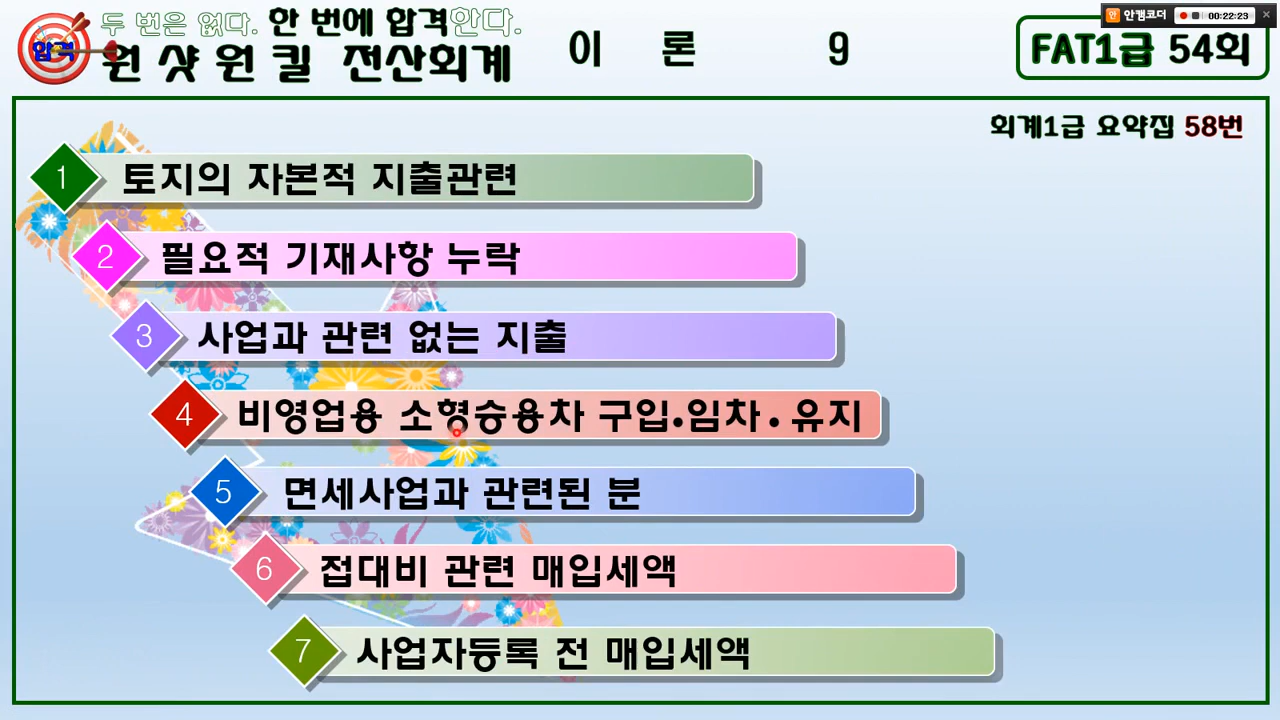 두 번은 없다. 한 번에 합격한다.
합격
원 샷 원 킬 전산회계
이 론 9
FAT1급 54회
안캠코더
00:22:23
회계1급 요약집 58번
1 토지의 자본적 지출관련
2 필요적 기재사항 누락
3 사업과 관련 없는 지출
4 비영업용 소형승용차 구입•임차•유지
5 면세사업과 관련된 분
6 접대비 관련 매입세액
7 사업자등록 전 매입세액